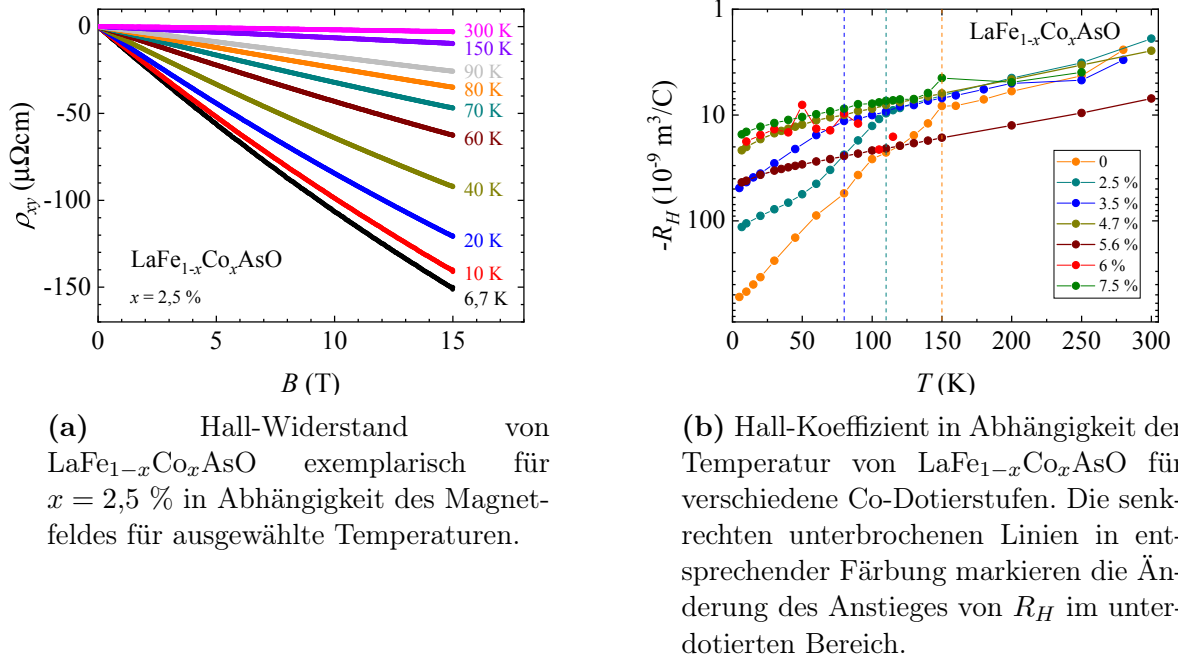 0
-50
-100
-150
ρxy (μΩcm)
300 K
150 K
90 K
80 K
70 K
60 K
40 K
20 K
10 K
6,7 K
LaFe1-xCoxAsO
x = 2,5 %
0 5 10 15
B (T)
(a) Hall-Widerstand von
LaFe1−xCoxAsO exemplarisch für
x = 2,5 % in Abhängigkeit des Magnet-
feldes für ausgewählte Temperaturen.
1
10
100
-RH (10-9 m3/C)
LaFe1-xCoxAsO
0
2.5 %
3.5 %
4.7 %
5.6 %
6 %
7.5 %
0 50 100 150 200 250 300
T (K)
(b) Hall-Koeffizient in Abhängigkeit der
Temperatur von LaFe1−xCoxAsO für
verschiedene Co-Dotierstufen. Die senk-
rechten unterbrochenen Linien in ent-
sprechender Färbung markieren die Än-
derung des Anstieges von RH im unter-
dotierten Bereich.